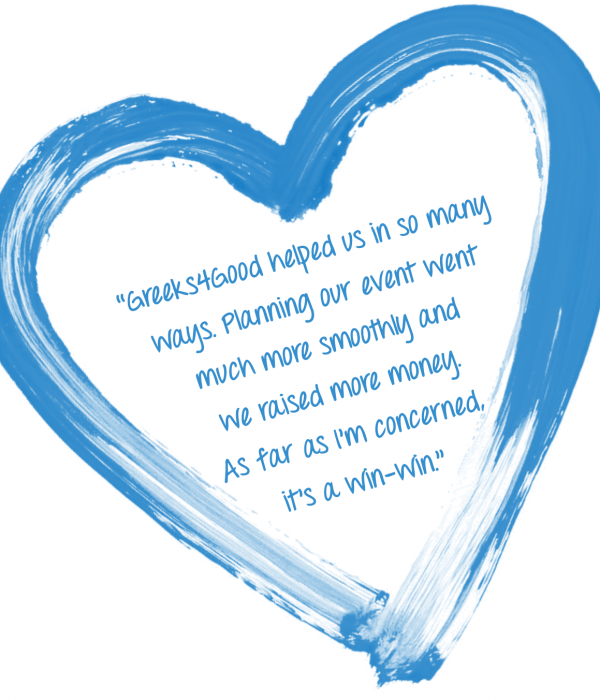 “Greeks4Good helped us in so many
ways. Planning our event went
much more smoothly and
we raised more money.
As far as I'm concerned,
it's a win-win.”